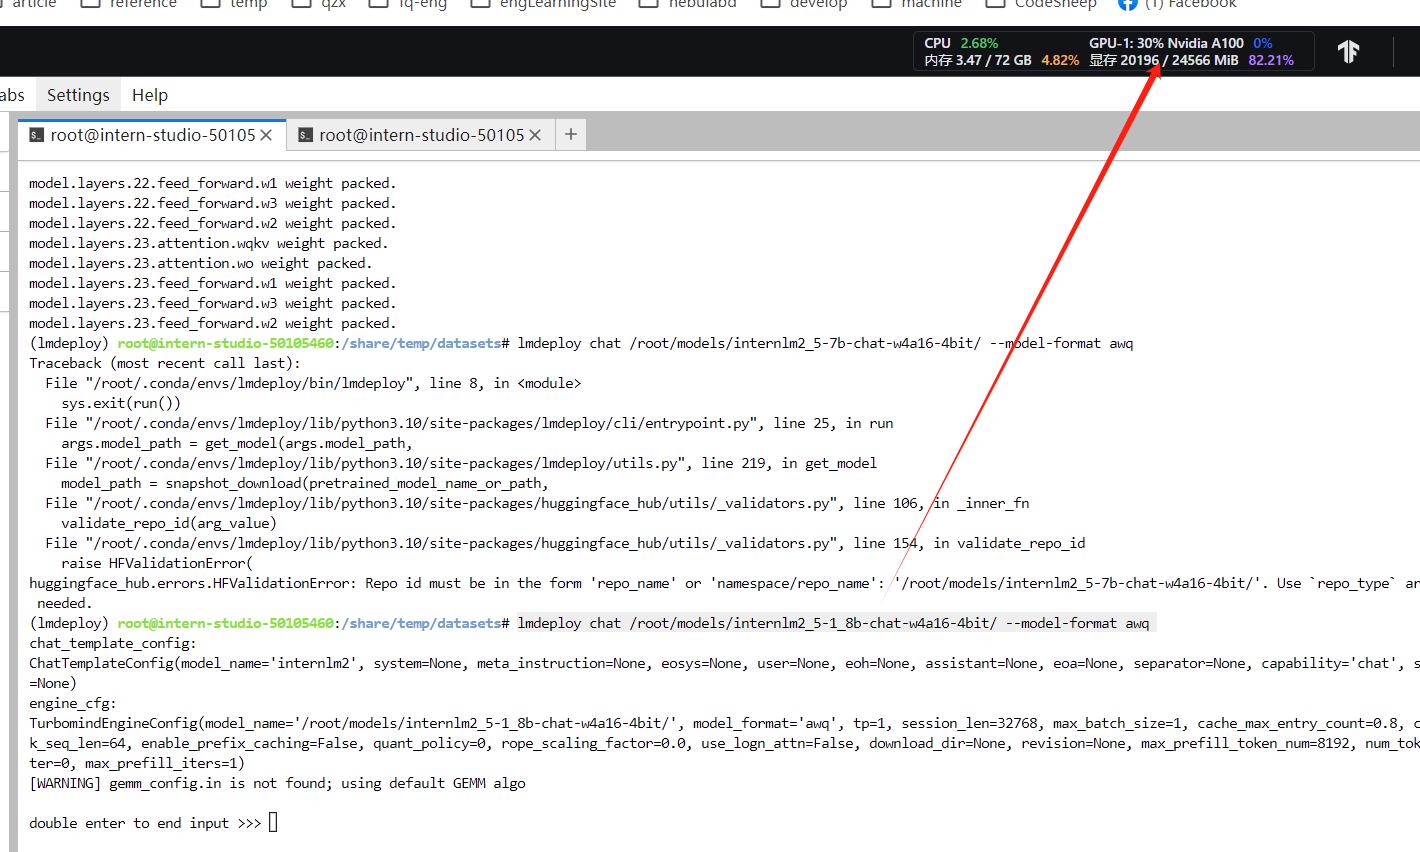 article reference temp qzx fq-eng engLearningSite nebulabd develop machine CodeSheep (1) Facebook
CPU 2.68% GPU-1: 30% Nvidia A100 0%
内存 3.47 / 72 GB 4.82% 显存 20196 / 24566 MiB 82.21%
abs Settings Help
root@intern-studio-50105 root@intern-studio-50105
model.layers.22.feed_forward.w1 weight packed.
model.layers.22.feed_forward.w3 weight packed.
model.layers.22.feed_forward.w2 weight packed.
model.layers.23.attention.wqkv weight packed.
model.layers.23.attention.wo weight packed.
model.layers.23.feed_forward.w1 weight packed.
model.layers.23.feed_forward.w3 weight packed.
model.layers.23.feed_forward.w2 weight packed.
(lmdeploy) root@intern-studio-50105460:/share/temp/datasets# lmdeploy chat /root/models/internlm2_5-7b-chat-w4a16-4bit/ --model-format awq
Traceback (most recent call last):
File "/root/.conda/envs/lmdeploy/bin/lmdeploy", line 8, in <module>
sys.exit(run())
File "/root/.conda/envs/lmdeploy/lib/python3.10/site-packages/lmdeploy/cli/entrypoint.py", line 25, in run
args.model_path = get_model(args.model_path,
File "/root/.conda/envs/lmdeploy/lib/python3.10/site-packages/lmdeploy/utils.py", line 219, in get_model
model_path = snapshot_download(pretrained_model_name_or_path,
File "/root/.conda/envs/lmdeploy/lib/python3.10/site-packages/huggingface_hub/utils/_validators.py", line 106, in _inner_fn
validate_repo_id(arg_value)
File "/root/.conda/envs/lmdeploy/lib/python3.10/site-packages/huggingface_hub/utils/_validators.py", line 154, in validate_repo_id
raise HFValidationError(
huggingface_hub.errors.HFValidationError: Repo id must be in the form 'repo_name' or 'namespace/repo_name': '/root/models/internlm2_5-7b-chat-w4a16-4bit/'. Use `repo_type` ar
needed.
(lmdeploy) root@intern-studio-50105460:/share/temp/datasets# lmdeploy chat /root/models/internlm2_5-1_8b-chat-w4a16-4bit/ --model-format awq
chat_template_config:
ChatTemplateConfig(model_name='internlm2', system=None, meta_instruction=None, eosys=None, user=None, eoh=None, assistant=None, eoa=None, separator=None, capability='chat', s
=None)
engine_cfg:
TurbomindEngineConfig(model_name='/root/models/internlm2_5-1_8b-chat-w4a16-4bit/', model_format='awq', tp=1, session_len=32768, max_batch_size=1, cache_max_entry_count=0.8, c
k_seq_len=64, enable_prefix_caching=False, quant_policy=0, rope_scaling_factor=0.0, use_logn_attn=False, download_dir=None, revision=None, max_prefill_token_num=8192, num_tok
ter=0, max_prefill_iters=1)
[WARNING] gemm_config.in is not found; using default GEMM algo
double enter to end input >>>